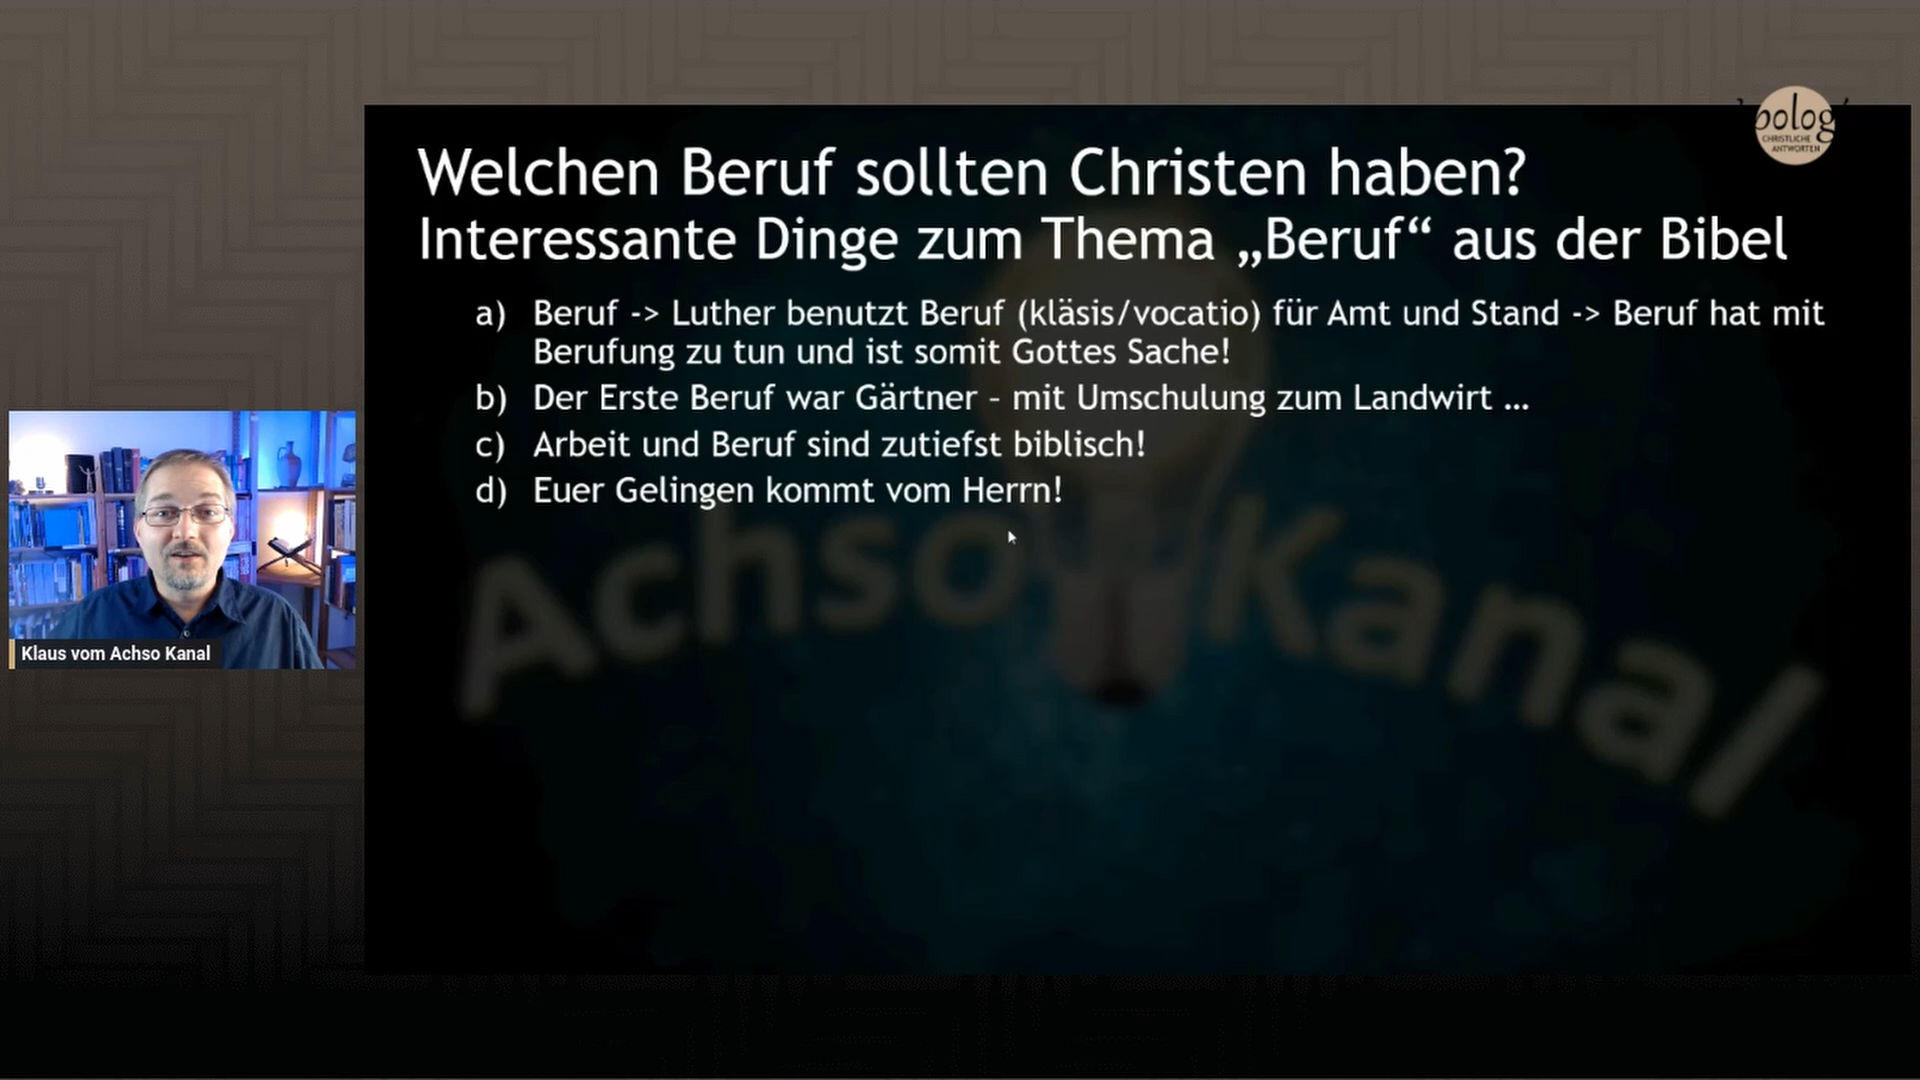 Welchen Beruf sollten Christen haben?
Interessante Dinge zum Thema „Beruf“ aus der Bibel
a) Beruf -> Luther benutzt Beruf (kläsis/vocatio) für Amt und Stand -> Beruf hat mit
Berufung zu tun und ist somit Gottes Sache!
b) Der Erste Beruf war Gärtner – mit Umschulung zum Landwirt ...
c) Arbeit und Beruf sind zutiefst biblisch!
d) Euer Gelingen kommt vom Herrn!
Achso Kanal
Klaus vom Achso Kanal
CHRISTLICHE
ANTWORTEN